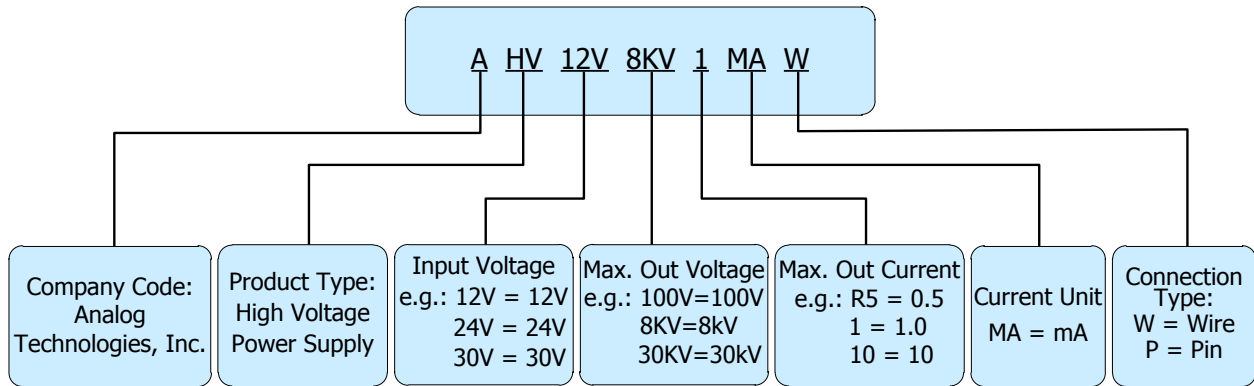 A HV 12V 8KV 1 MA W
Company Code:
Analog
Technologies, Inc.
Product Type:
High Voltage
Power Supply
Input Voltage
e.g.: 12V = 12V
24V = 24V
30V = 30V
Max. Out Voltage
e.g.: 100V=100V
8KV=8kV
30KV=30kV
Max. Out Current
e.g.: R5 = 0.5
1 = 1.0
10 = 10
Current Unit
MA = mA
Connection
Type:
W = Wire
P = Pin